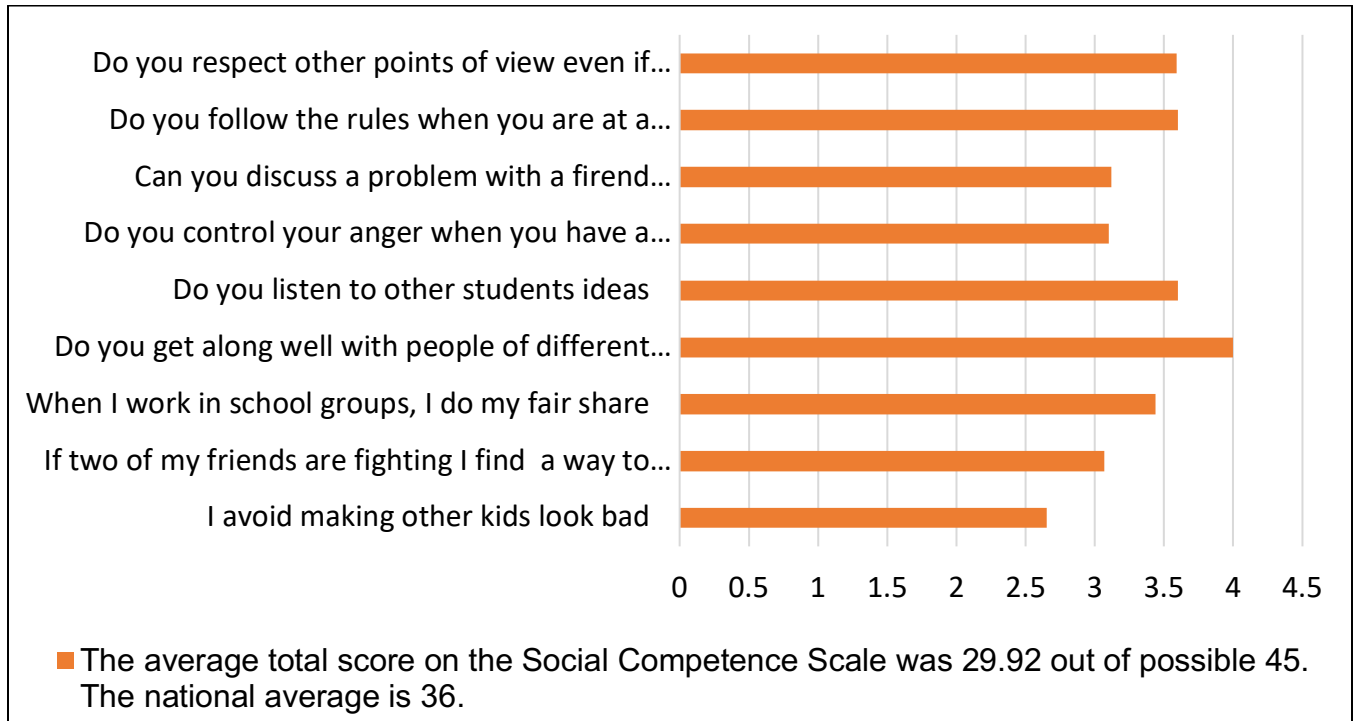 Do you respect other points of view even if...
Do you follow the rules when you are at a...
Can you discuss a problem with a firend...
Do you control your anger when you have a...
Do you listen to other students ideas
Do you get along well with people of different...
When I work in school groups, I do my fair share
If two of my friends are fighting I find  a way to...
I avoid making other kids look bad
0 0.5 1 1.5 2 2.5 3 3.5 4 4.5
The average total score on the Social Competence Scale was 29.92 out of possible 45.
The national average is 36.